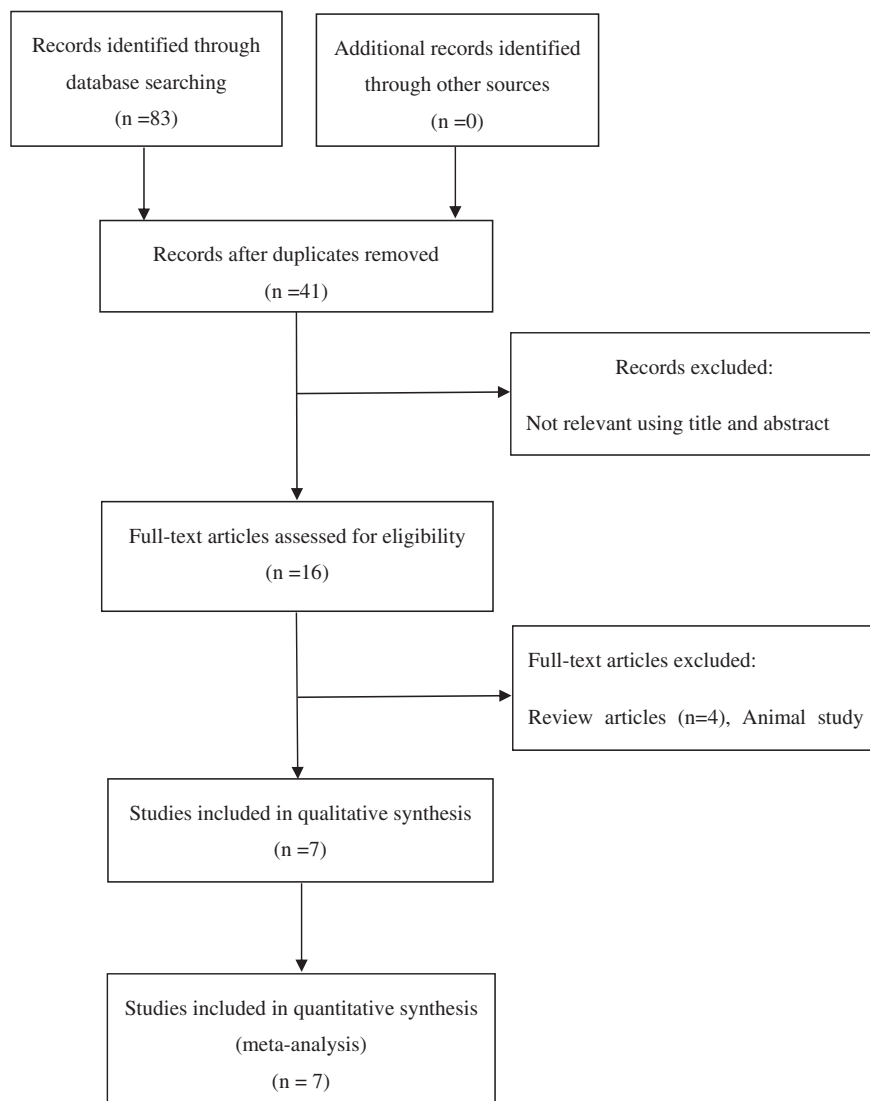 Records identified through
database searching
(n =83)
Additional records identified
through other sources
(n =0)
Records after duplicates removed
(n =41)
Records excluded:
Not relevant using title and abstract
Full-text articles assessed for eligibility
(n =16)
Full-text articles excluded:
Review articles (n=4), Animal study
Studies included in qualitative synthesis
(n =7)
Studies included in quantitative synthesis
(meta-analysis)
(n = 7)